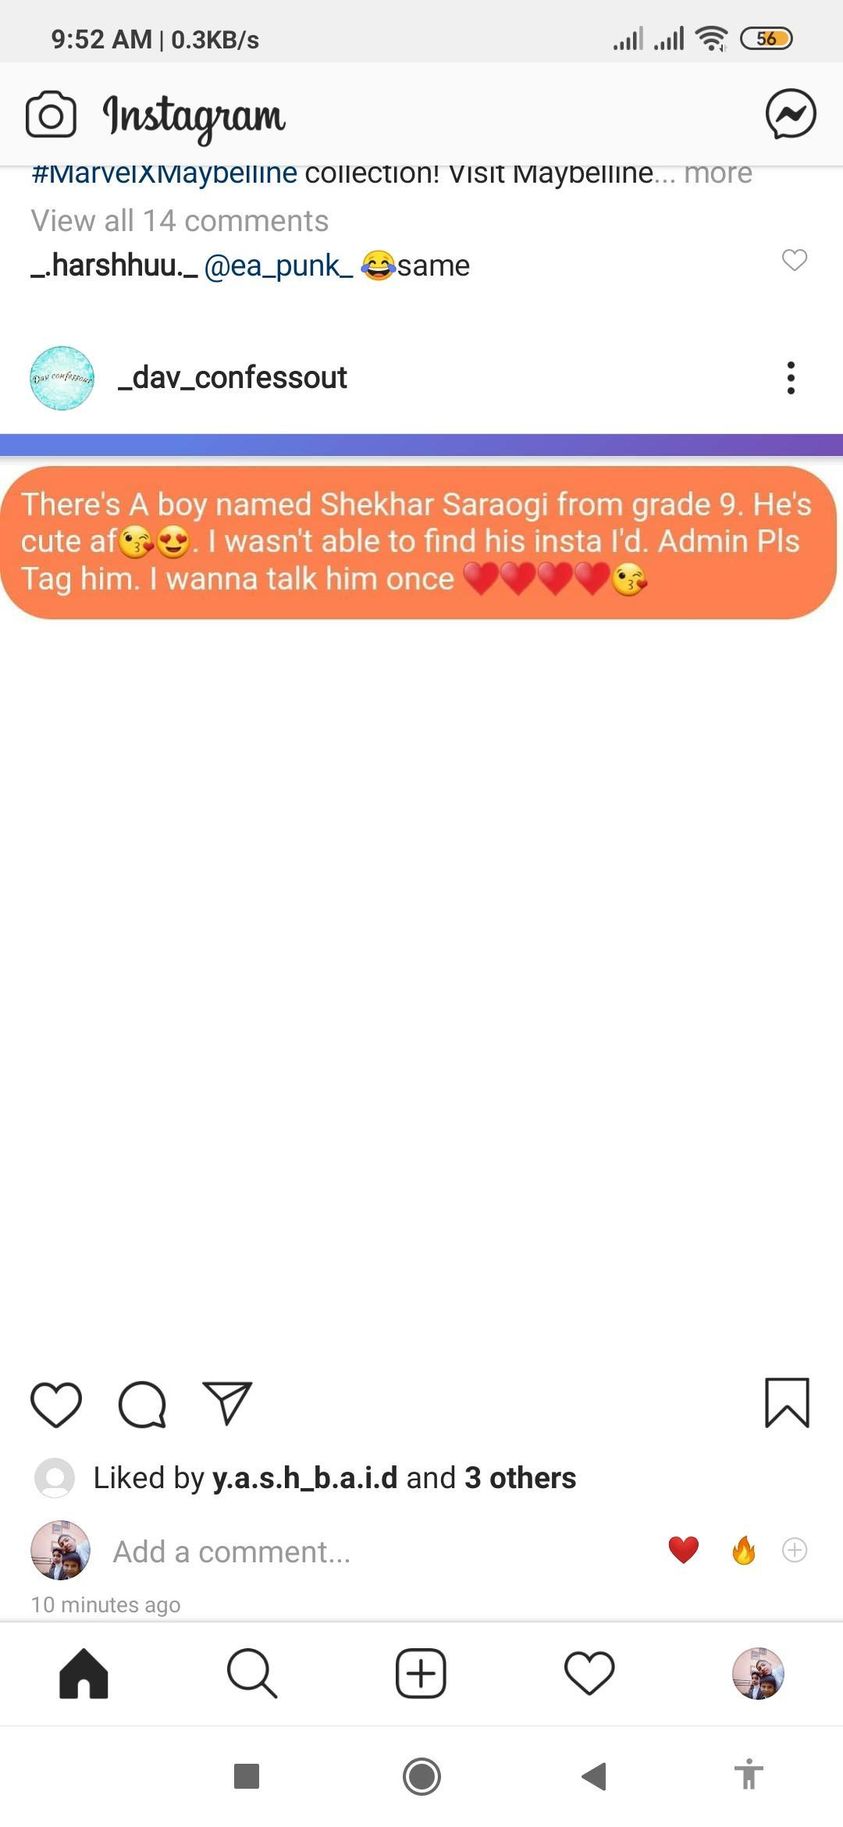 9:52 AM | 0.3KB/s
56
Instagram
#MarvelXMaybelline collection! Visit Maybelline... more
View all 14 comments
_.harshhuu._ @ea_punk_ 😂same
Dav confessout
_dav_confessout
There's A boy named Shekhar Saraogi from grade 9. He's
cute af😘😍. I wasn't able to find his insta I'd. Admin Pls
Tag him. I wanna talk him once ❤❤❤❤😘
Liked by y.a.s.h_b.a.i.d and 3 others
Add a comment... ❤️ 🔥
10 minutes ago